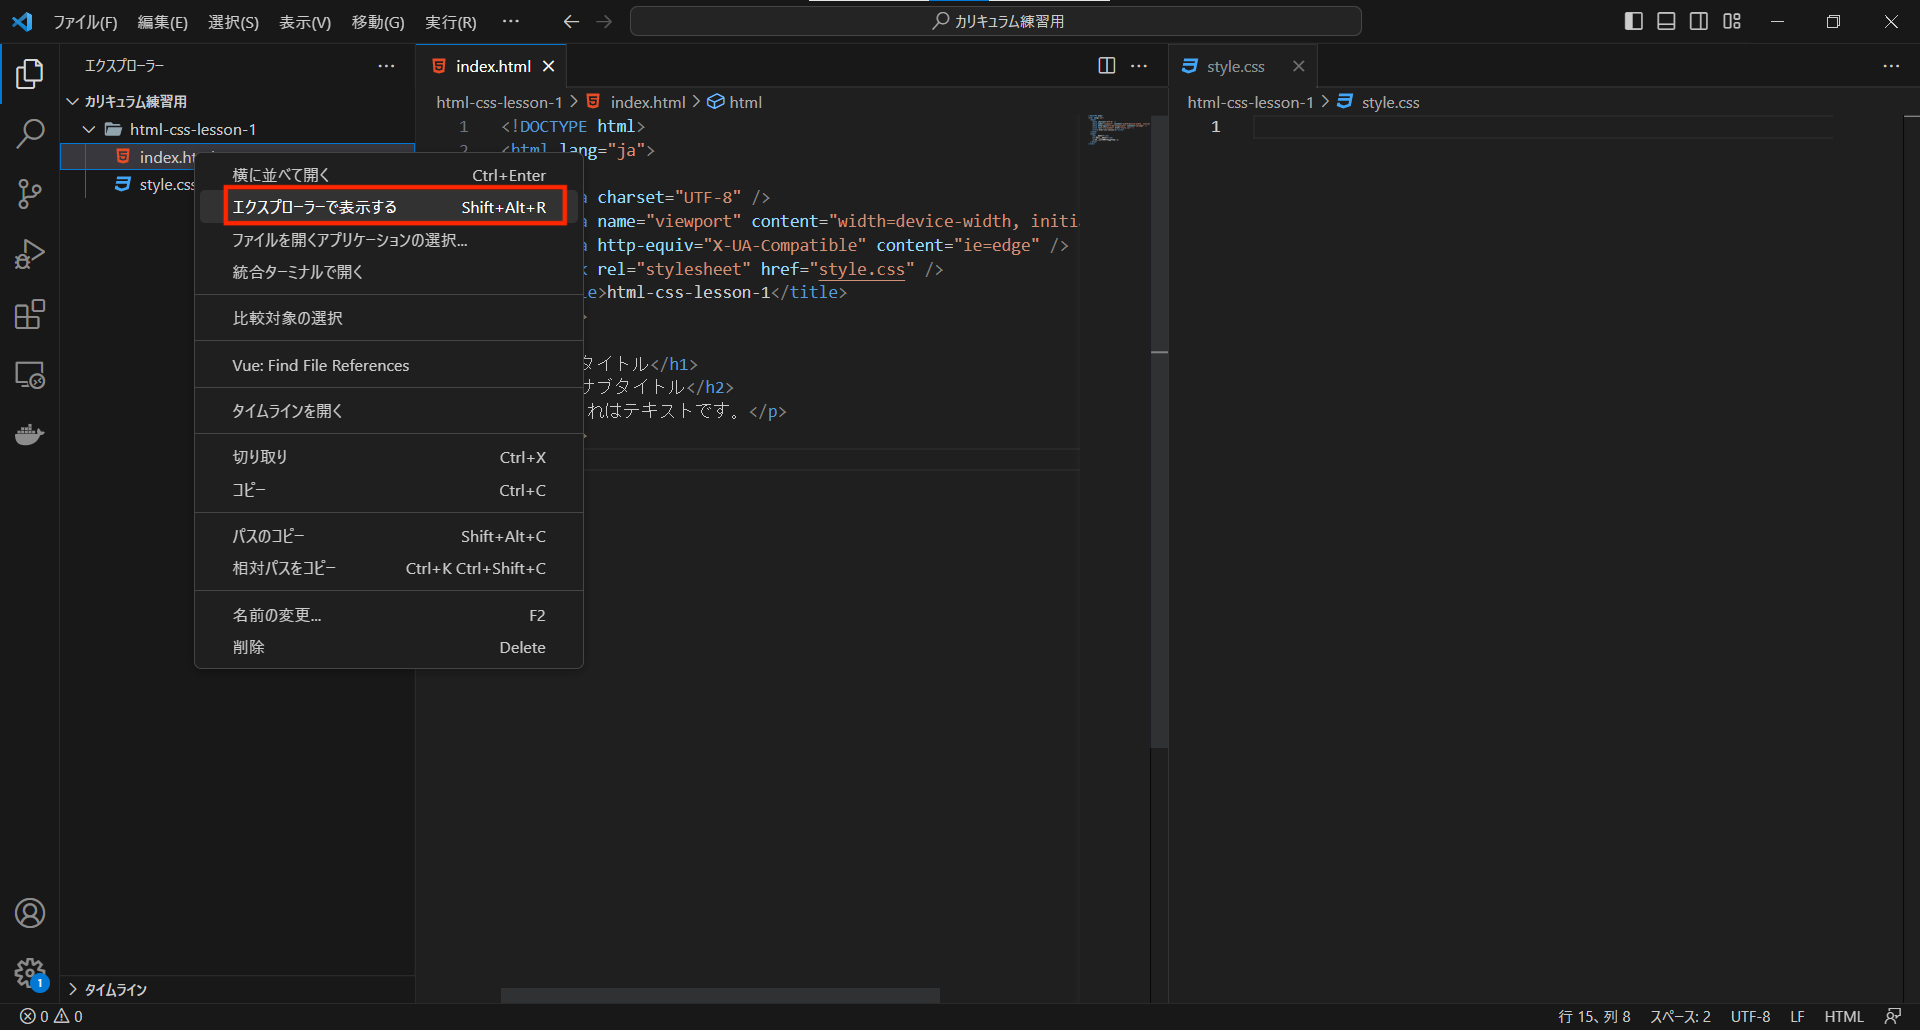 ファイル(F) 編集(E) 選択(S) 表示(V) 移動(G) 実行(R) ··· カリキュラム練習用
エクスプローラー ···
カリキュラム練習用
html-css-lesson-1
index.ht
style.css
index.html
html-css-lesson-1 > index.html > html
1 <!DOCTYPE html>
2 <html lang="ja">
charset="UTF-8" />
a name="viewport" content="width=device-width, initi
a http-equiv="X-UA-Compatible" content="ie=edge" />
rel="stylesheet" href="style.css" />
le>html-css-lesson-1</title>
>
タイトル</h1>
サブタイトル</h2>
れはテキストです。</p>
>
横に並べて開く Ctrl+Enter
エクスプローラーで表示する Shift+Alt+R
ファイルを開くアプリケーションの選択...
統合ターミナルで開く
比較対象の選択
Vue: Find File References
タイムラインを開く
切り取り Ctrl+X
コピー Ctrl+C
パスのコピー Shift+Alt+C
相対パスをコピー Ctrl+K Ctrl+Shift+C
名前の変更... F2
削除 Delete
style.css
html-css-lesson-1 > style.css
1
1
タイムライン
0 0
行 15、列 8 スペース: 2 UTF-8 LF HTML